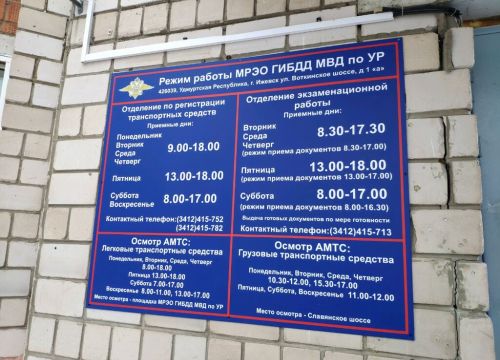 Режим работы МРЭО ГИБДД МВД по УР
426039, Удмуртская Республика, г. Ижевск ул. Воткинское шоссе, д 1 «а»
Отделение по регистрации
транспортных средств
Приемные дни:
Понедельник
Вторник
Среда
Четверг
9.00-18.00
Пятница
13.00-18.00
Суббота
Воскресенье
8.00-17.00
Контактный телефон:(3412)415-752
(3412)415-782
Отделение экзаменационной
работы
Приемные дни:
Вторник
Среда
Четверг
8.30-17.30
(режим приема документов 8.30-17.00)
Пятница
13.00-18.00
(режим приема документов 13.00-17.00)
Суббота
8.00-17.00
(режим приема документов 8.00-16.30)
Выдача готовых документов по мере готовности
Контактный телефон:(3412)415-713
Осмотр АМТС:
Легковые транспортные средства
Понедельник, Вторник, Среда, Четверг
8.00-18.00
Пятница 13.00-18.00
Суббота 7.00-17.00
Воскресенье 8.00-11.00, 13.00-17.00
Место осмотра - площадка МРЭО ГИБДД МВД по УР
Осмотр АМТС:
Грузовые транспортные средства
Понедельник, Вторник, Среда, Четверг
10.30-12.00, 15.30-17.00
Пятница, Суббота, Воскресенье 11.00-12.00
Место осмотра - Славянское шоссе